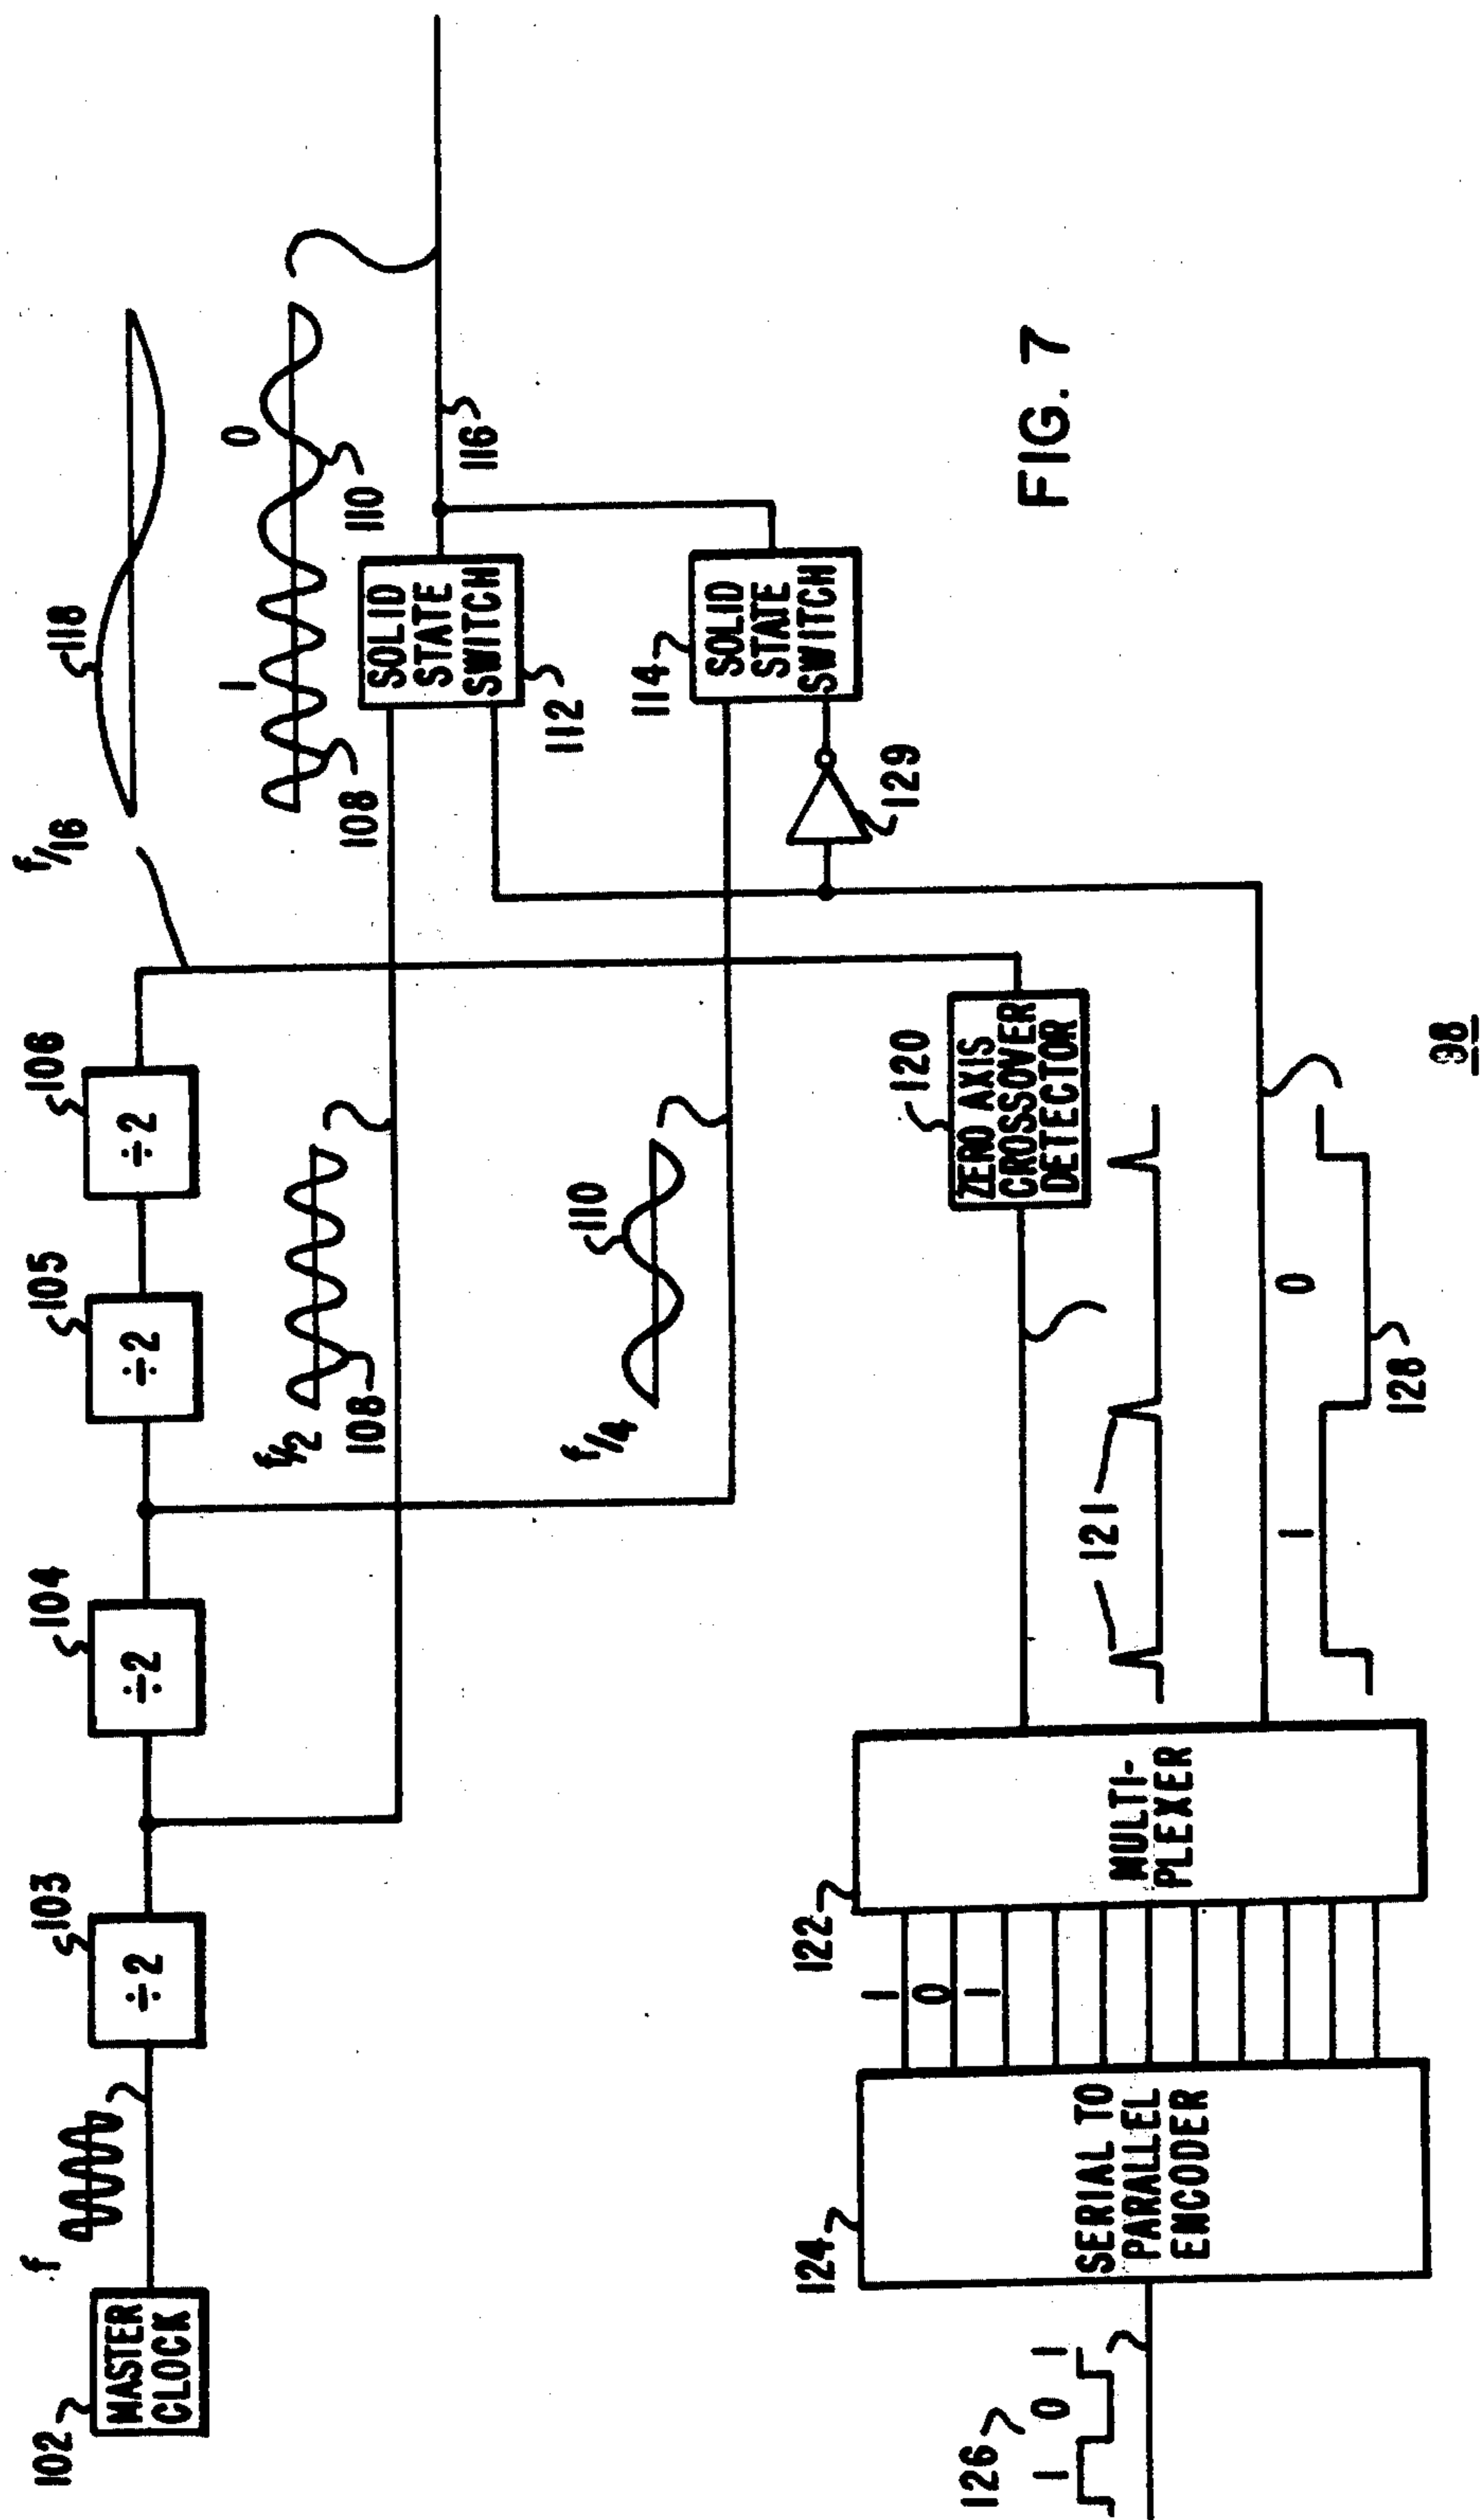 102
MASTER
CLOCK
f
103
÷2
104
÷2
105
÷2
106
÷2
f/16
118
f/2
108
f/4
110
108
1
0
110
SOLID
STATE
SWITCH
112
116
114
SOLID
STATE
SWITCH
129
120
ZERO AXIS
CROSSOVER
DETECTOR
121
126
1 0 1
124
SERIAL TO
PARALLEL
ENCODER
1
0
1
122
MULTI-
PLEXER
1
0
128
98
FIG. 7